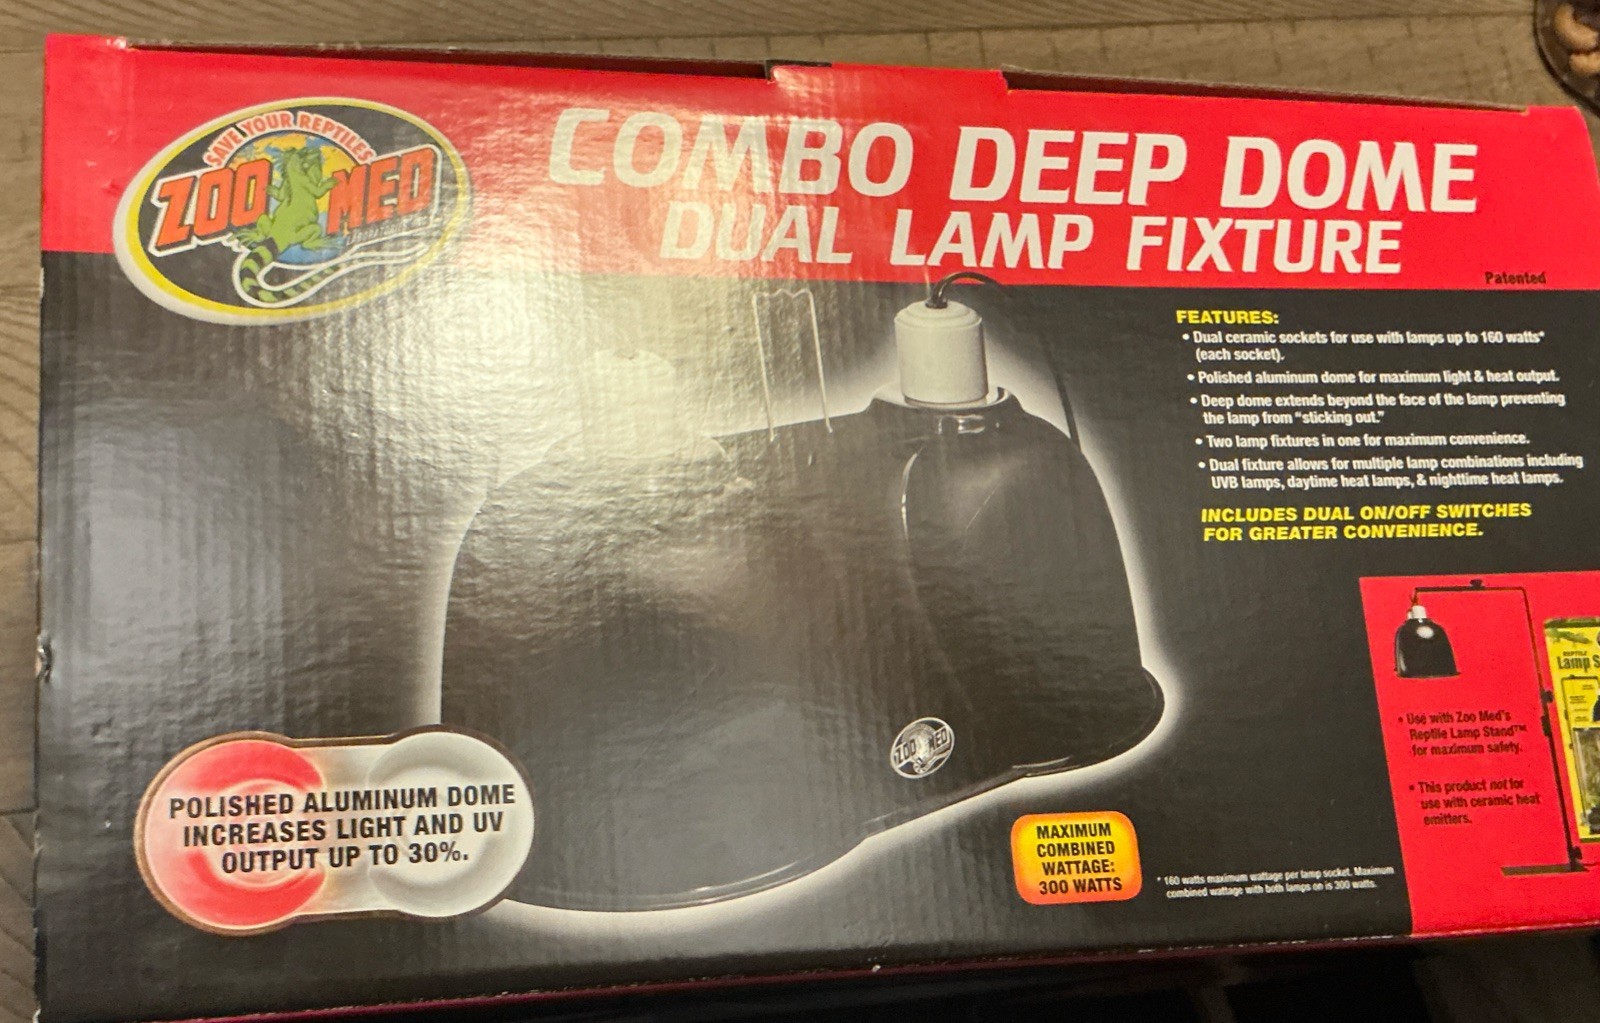 SAVE YOUR REPTILES
ZOO MED
COMBO DEEP DOME
DUAL LAMP FIXTURE
Patented
FEATURES:
• Dual ceramic sockets for use with lamps up to 160 watts*
(each socket).
• Polished aluminum dome for maximum light & heat output.
• Deep dome extends beyond the face of the lamp preventing
the lamp from "sticking out."
• Two lamp fixtures in one for maximum convenience.
• Dual fixture allows for multiple lamp combinations including
UVB lamps, daytime heat lamps, & nighttime heat lamps.
INCLUDES DUAL ON/OFF SWITCHES
FOR GREATER CONVENIENCE.
REPTILE
Lamp S
• Use with Zoo Med's
Reptile Lamp Stand™
for maximum safety.
• This product not for
use with ceramic heat
emitters.
ZOO MED
POLISHED ALUMINUM DOME
INCREASES LIGHT AND UV
OUTPUT UP TO 30%.
MAXIMUM
COMBINED
WATTAGE:
300 WATTS
* 160 watts maximum wattage per lamp socket. Maximum
combined wattage with both lamps on is 300 watts.